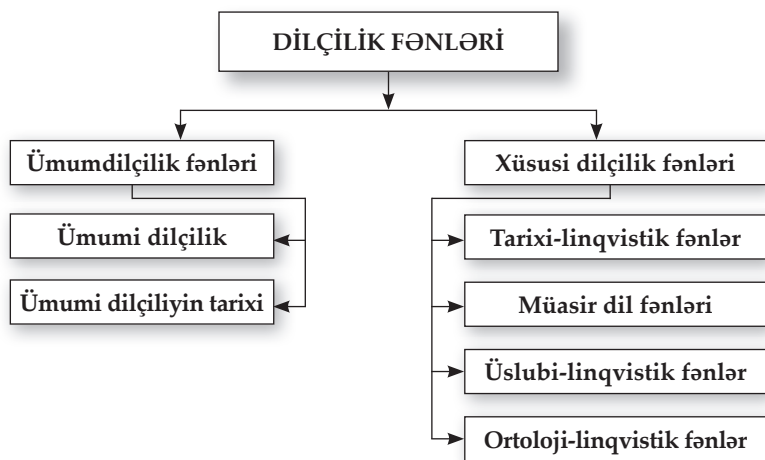 DİLÇİLİK FƏNLƏRİ
Ümumdilçilik fənləri
Ümumi dilçilik
Ümumi dilçiliyin tarixi
Xüsusi dilçilik fənləri
Tarixi-linqvistik fənlər
Müasir dil fənləri
Üslubi-linqvistik fənlər
Ortoloji-linqvistik fənlər